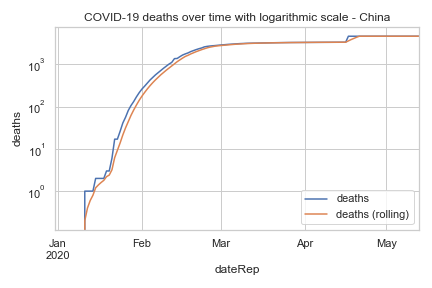 COVID-19 deaths over time with logarithmic scale - China
deaths
10³
10²
10¹
10⁰
deaths
deaths (rolling)
Jan
2020
Feb
Mar
Apr
May
dateRep